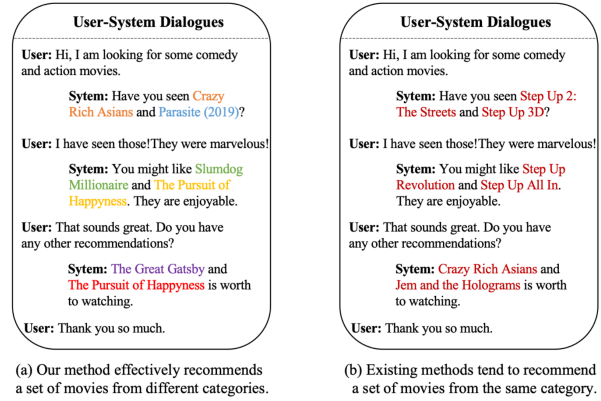 User-System Dialogues
User: Hi, I am looking for some comedy
and action movies.
Sytem: Have you seen Crazy
Rich Asians and Parasite (2019)?
User: I have seen those!They were marvelous!
Sytem: You might like Slumdog
Millionaire and The Pursuit of
Happyness. They are enjoyable.
User: That sounds great. Do you have
any other recommendations?
Sytem: The Great Gatsby and
The Pursuit of Happyness is worth
to watching.
User: Thank you so much.
(a) Our method effectively recommends
a set of movies from different categories.
User-System Dialogues
User: Hi, I am looking for some comedy
and action movies.
Sytem: Have you seen Step Up 2:
The Streets and Step Up 3D?
User: I have seen those!They were marvelous!
Sytem: You might like Step Up
Revolution and Step Up All In.
They are enjoyable.
User: That sounds great. Do you have
any other recommendations?
Sytem: Crazy Rich Asians and
Jem and the Holograms is worth
to watching.
User: Thank you so much.
(b) Existing methods tend to recommend
a set of movies from the same category.